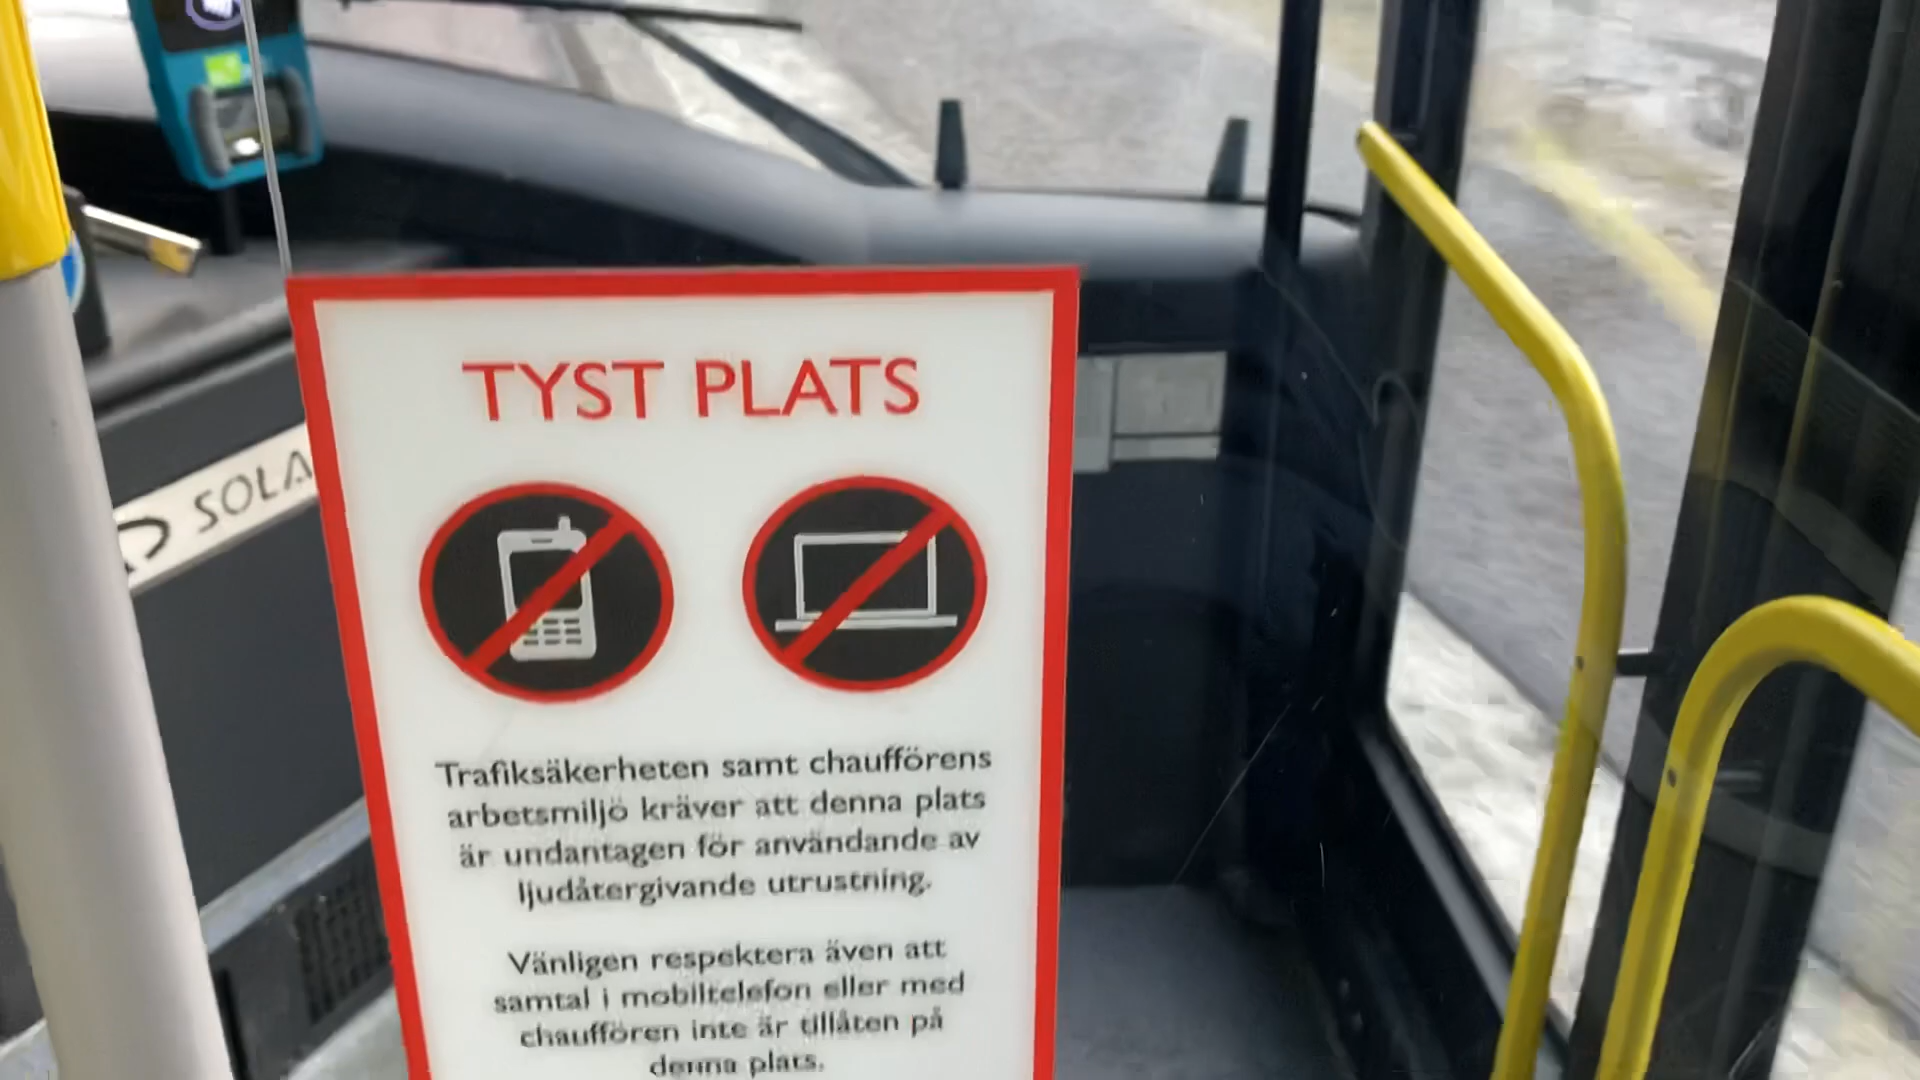 TYST PLATS
SOLA
Trafiksäkerheten samt chaufförens
arbetsmiljö kräver att denna plats
är undantagen för användande av
ljudåtergivande utrustning.
Vänligen respektera även att
samtal i mobiltelefon eller med
chauffören inte är tillåten på
denna plats.